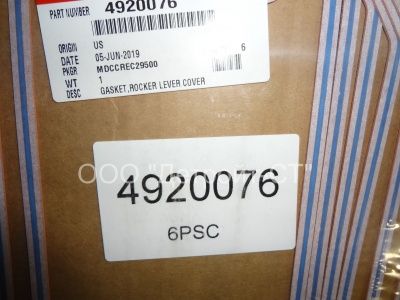 PART NUMBER 4920076
ORIGIN US 6
DATE 05-JUN-2019
PKGR MDCCREC29500
WT 1
DESC GASKET,ROCKER LEVER COVER
ООО
4920076
6PSC